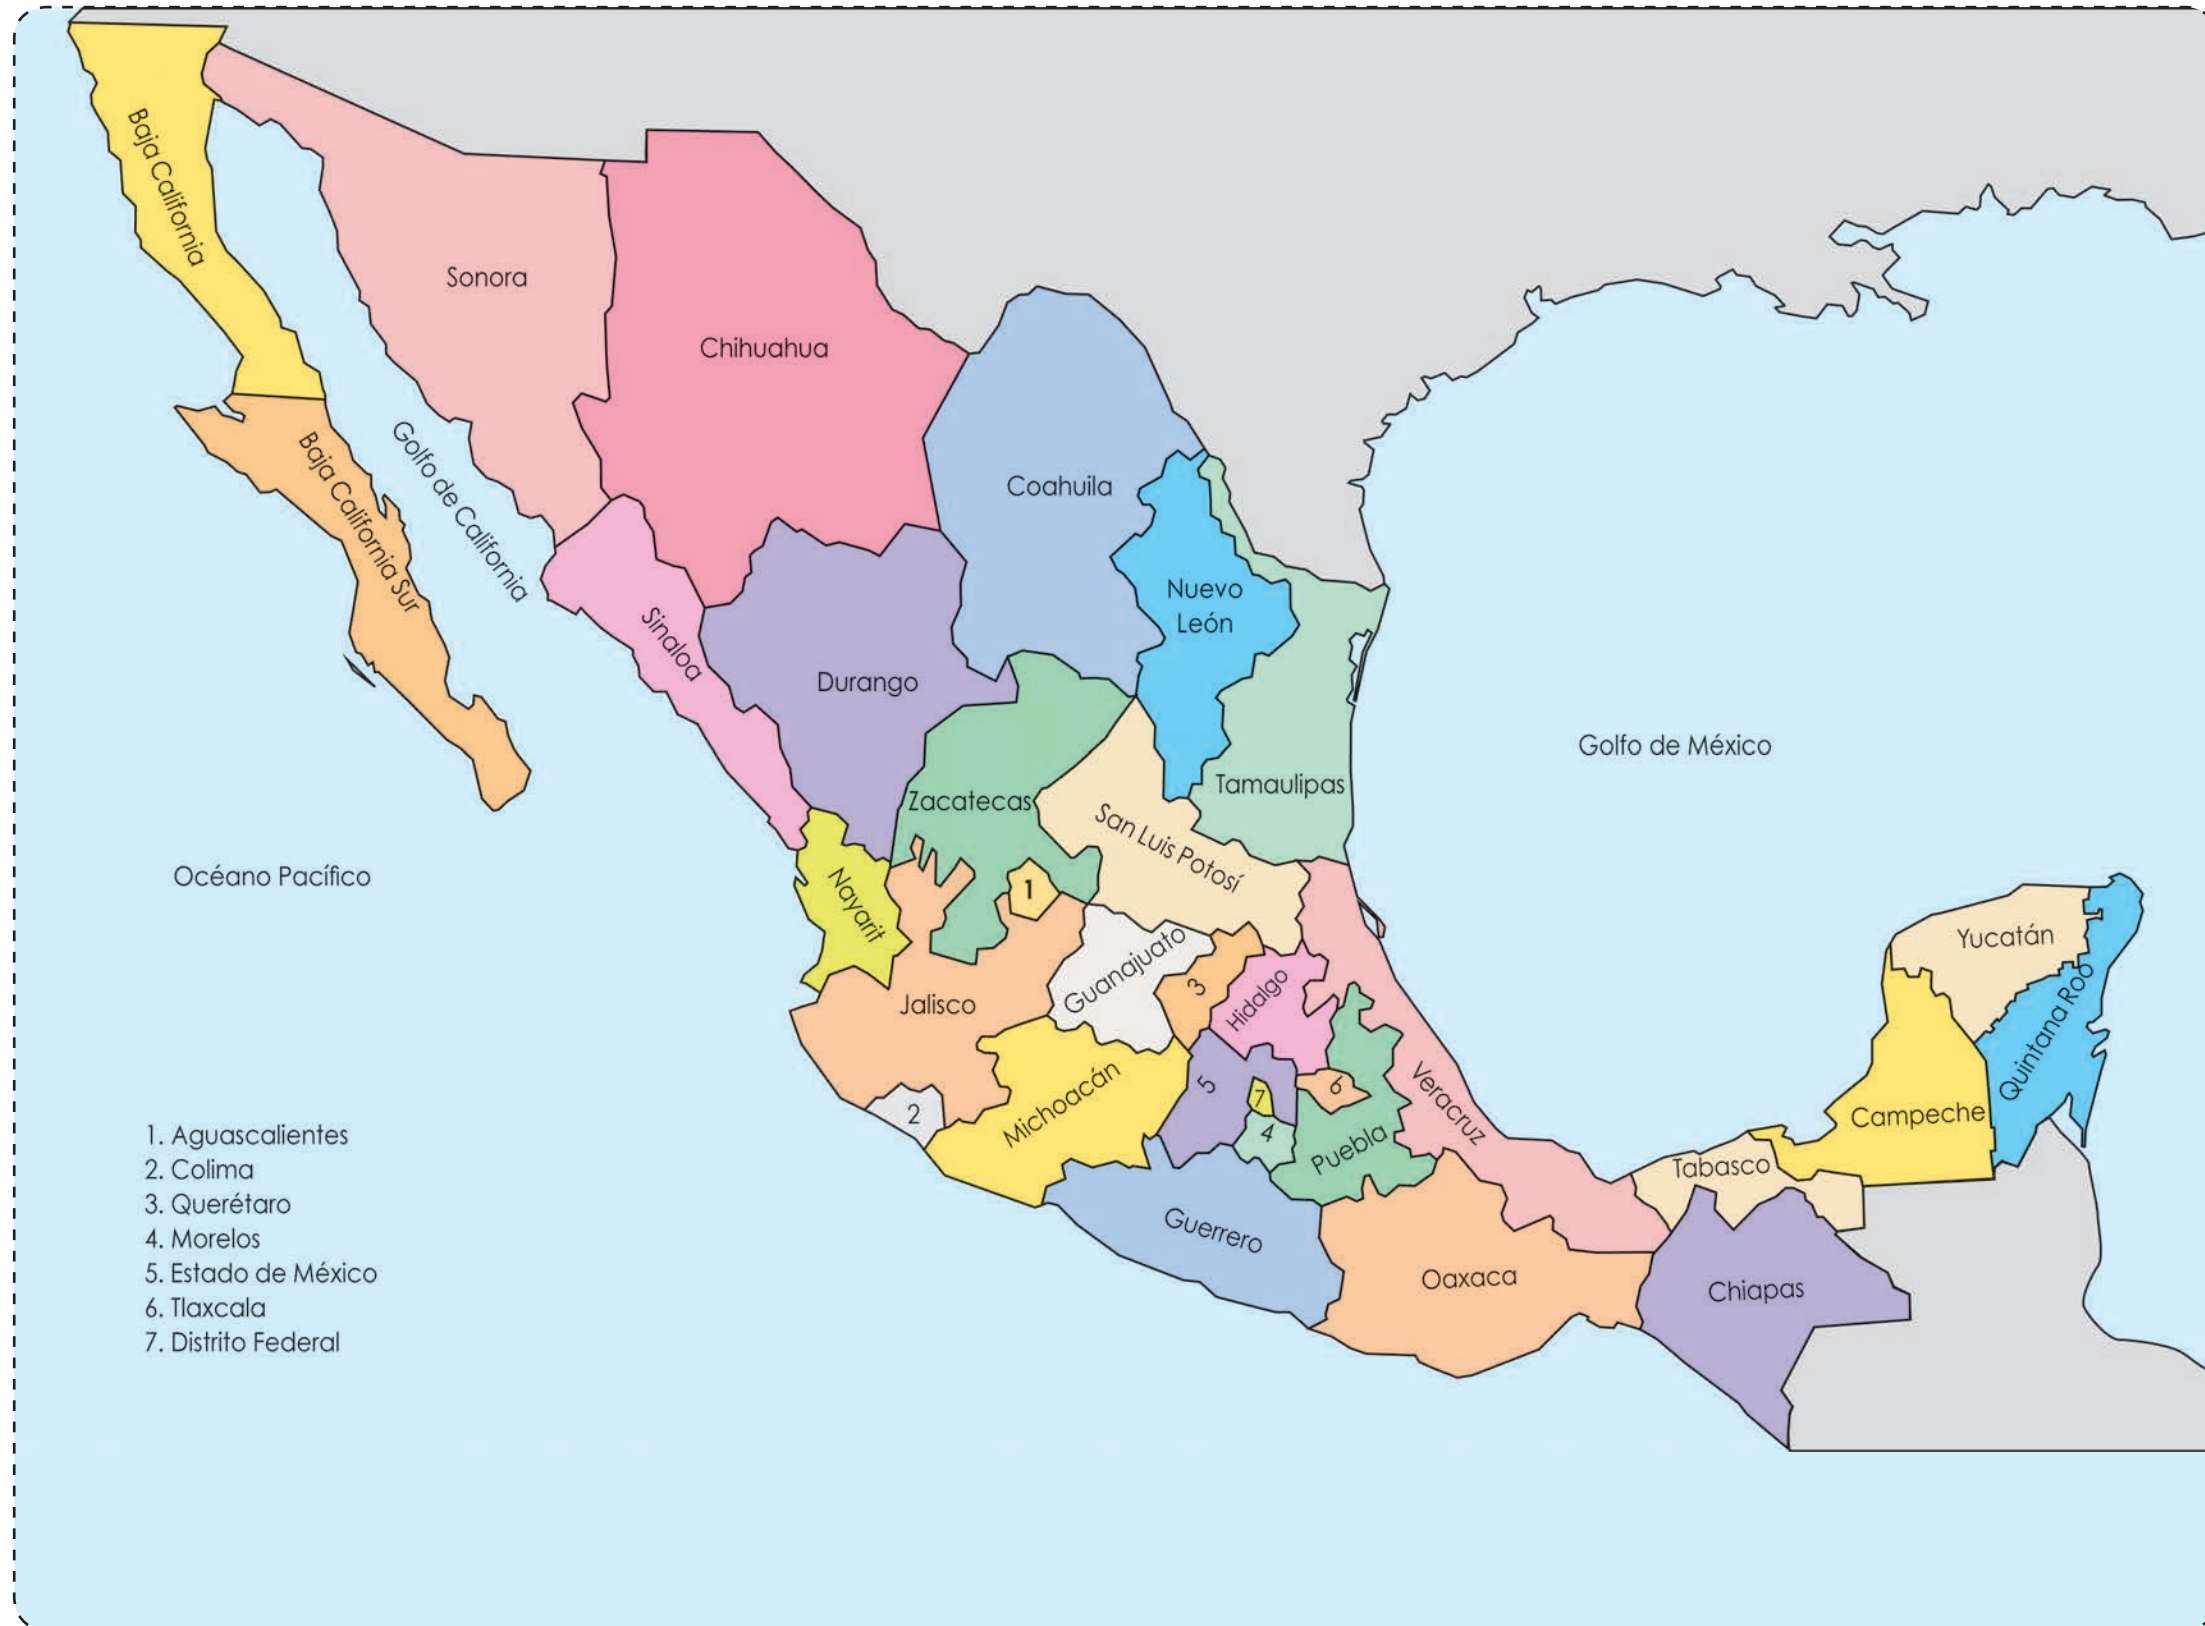 Baja California
Sonora
Chihuahua
Coahuila
Golfo de California
Baja California Sur
Nuevo
León
Sinaloa
Durango
Golfo de México
Tamaulipas
Zacatecas
San Luis Potosí
Océano Pacífico
Nayarit
1
Guanajuato
Yucatán
3
Hidalgo
Jalisco
Quintana Roo
Michoacán
5
7
6
Veracruz
2
4
Puebla
Campeche
Tabasco
Guerrero
Oaxaca
Chiapas
1. Aguascalientes
2. Colima
3. Querétaro
4. Morelos
5. Estado de México
6. Tlaxcala
7. Distrito Federal